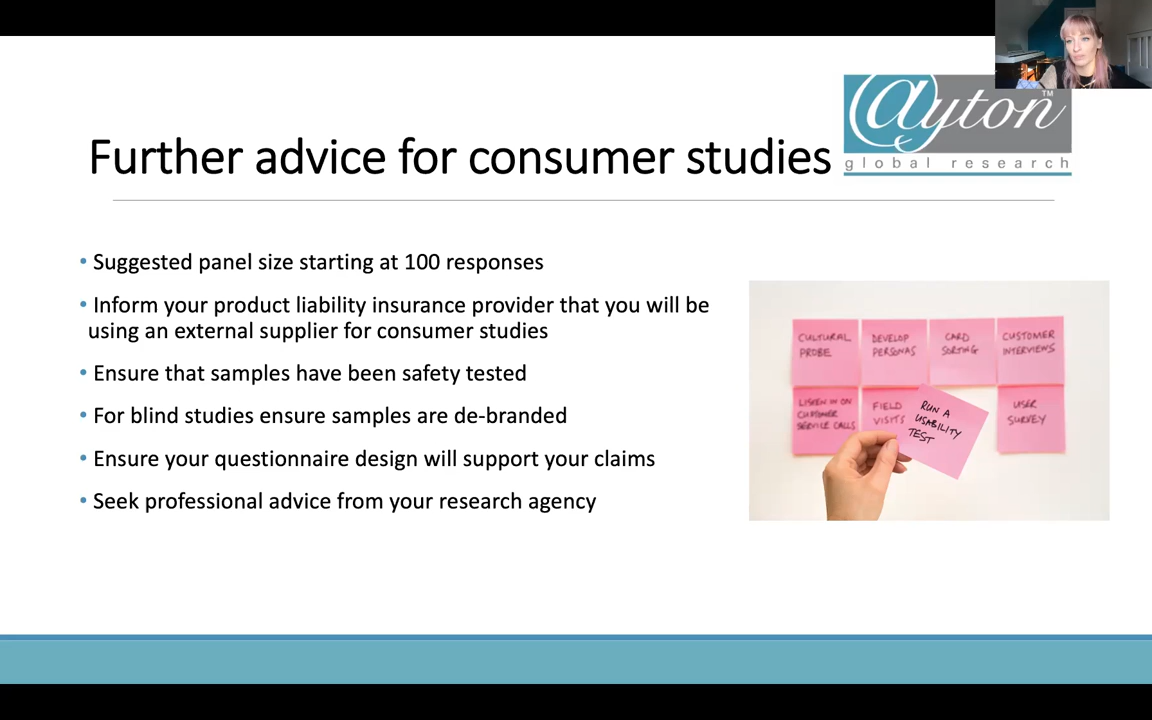 @yton™
global research
Further advice for consumer studies
• Suggested panel size starting at 100 responses
• Inform your product liability insurance provider that you will be
using an external supplier for consumer studies
• Ensure that samples have been safety tested
• For blind studies ensure samples are de-branded
• Ensure your questionnaire design will support your claims
• Seek professional advice from your research agency
CULTURAL
PROBE
DEVELOP
PERSONAS
CARD
SORTING
CUSTOMER
INTERVIEWS
LISTEN IN ON
CUSTOMER
SERVICE CALLS
FIELD
VISITS
RUN A
USABILITY
TEST
USER
SURVEY